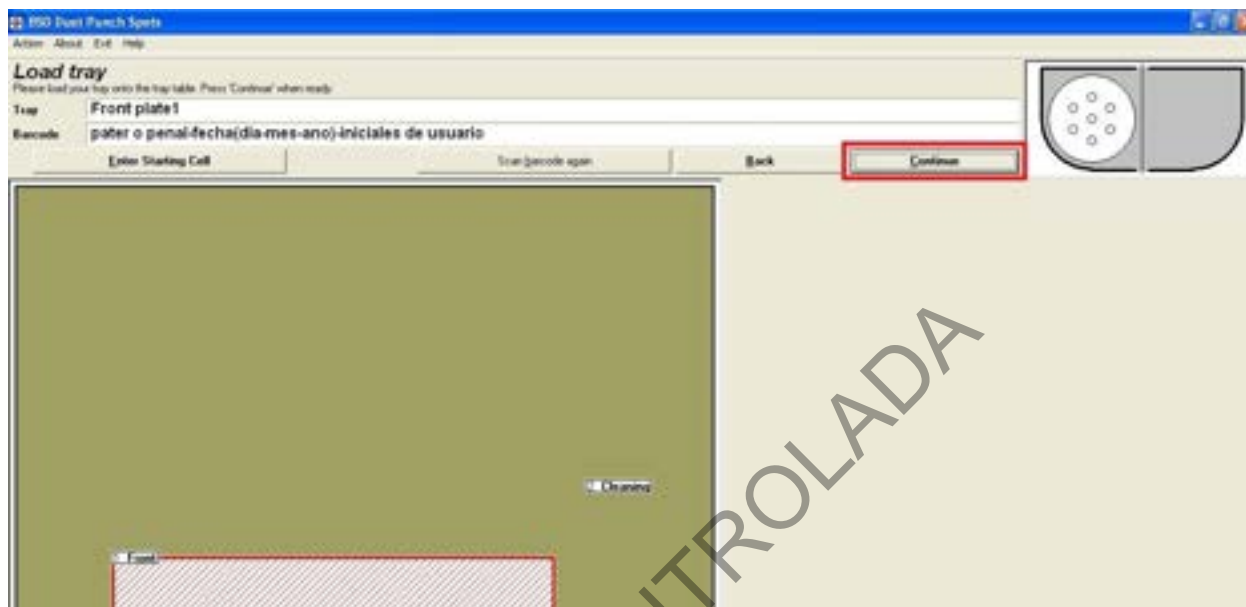 BSD Duet Punch Spots
Action About Exit Help
Load tray
Please load your tray onto the tray table. Press 'Continue' when ready.
Tray Front plate1
Barcode pater o penal-fecha(dia-mes-ano)-iniciales de usuario
Enter Starting Cell Scan barcode again Back Continue
Cleaning
Front
TROLADA